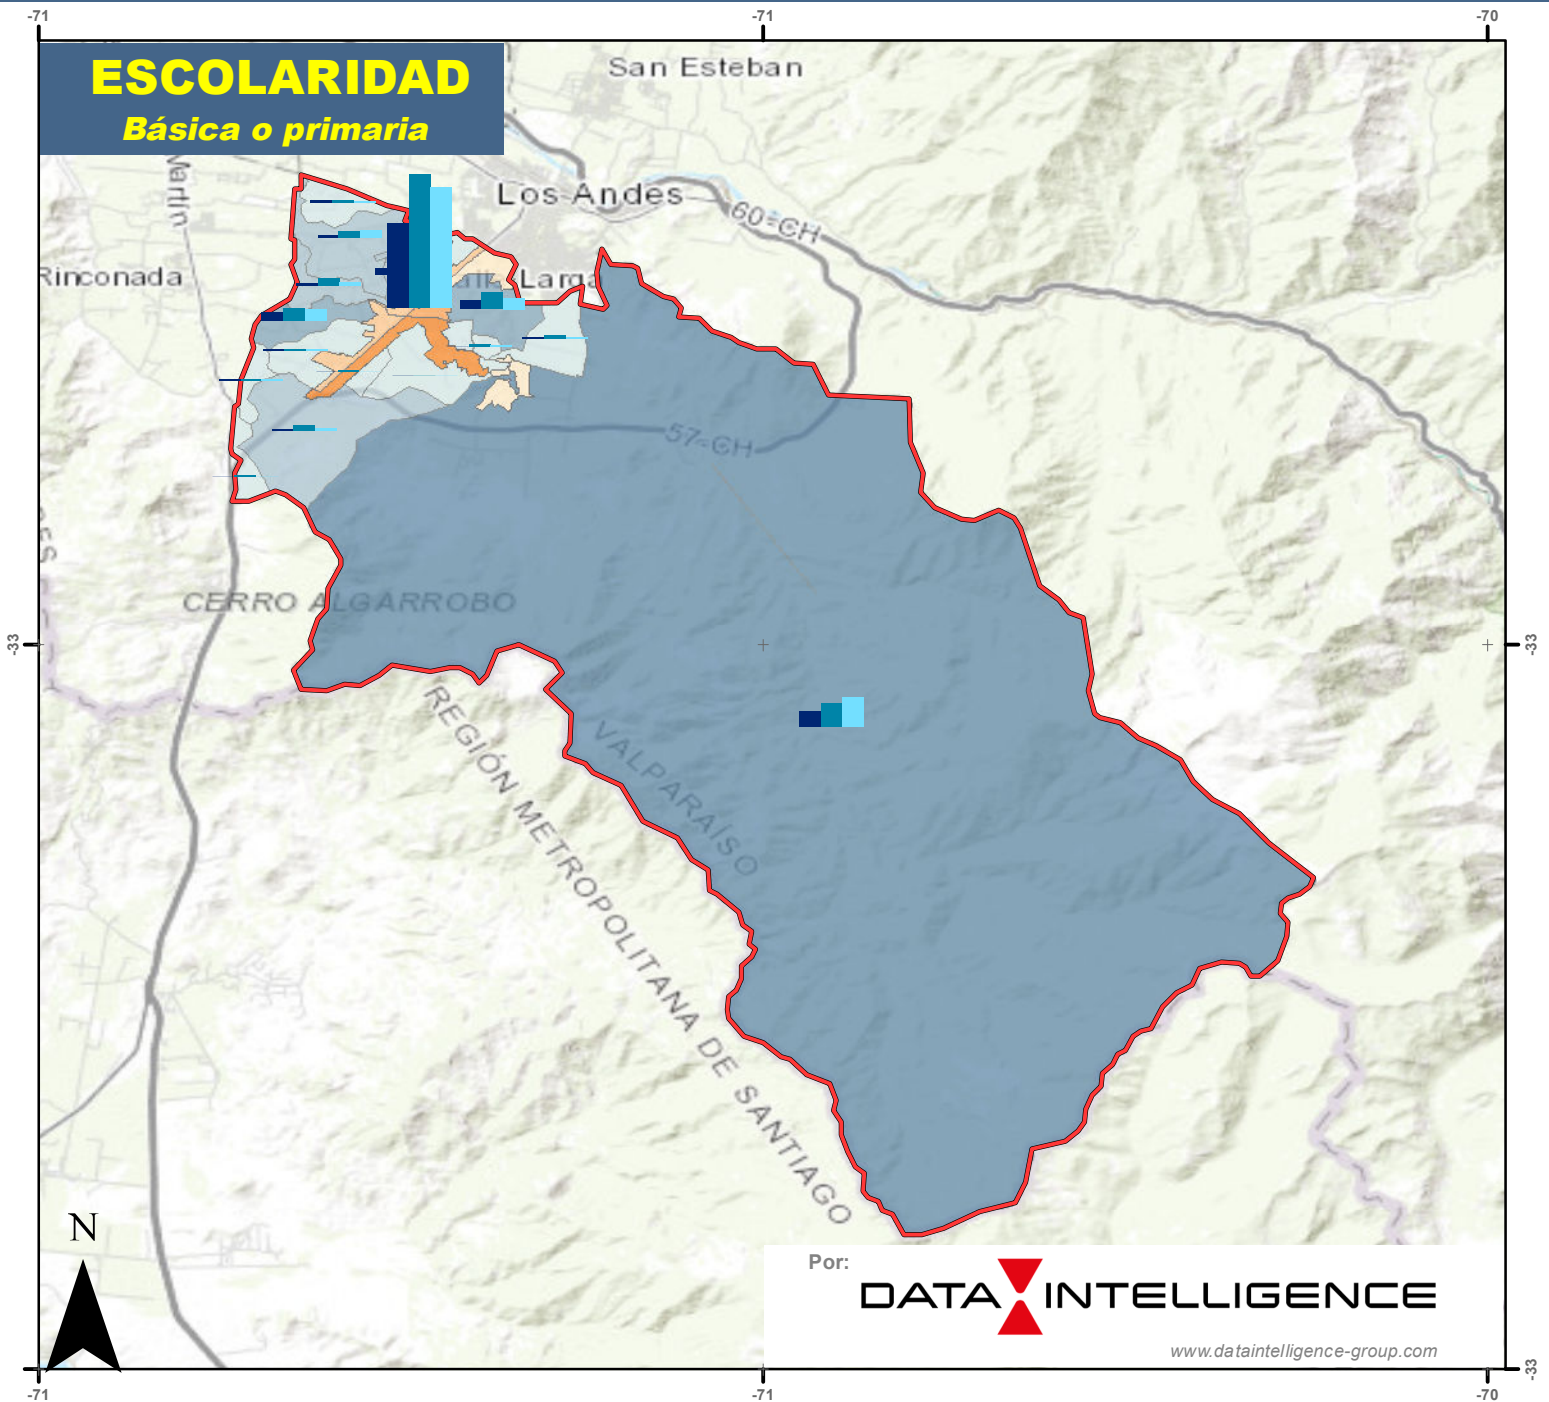 -71
-71
-70
ESCOLARIDAD
Básica o primaria
San Esteban
Los Andes
60-CH
Rinconada
Larga
57-CH
CERRO ALGARROBO
-33
-33
VALPARAÍSO
REGIÓN METROPOLITANA DE SANTIAGO
N
Por:
DATA INTELLIGENCE
www.dataintelligence-group.com
-33
-71
-71
-70